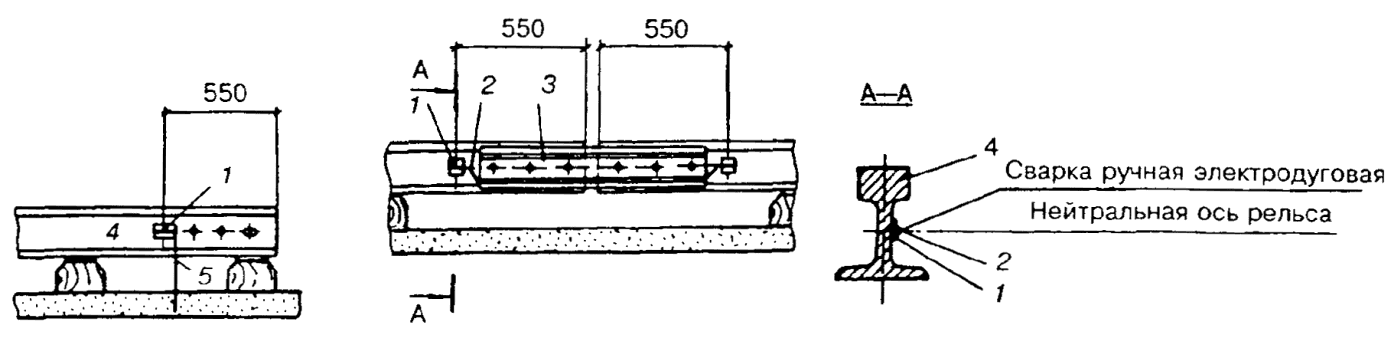 550
1
4
5
550
550
А
1
2
3
А
А—А
4
Сварка ручная электродуговая
Нейтральная ось рельса
2
1